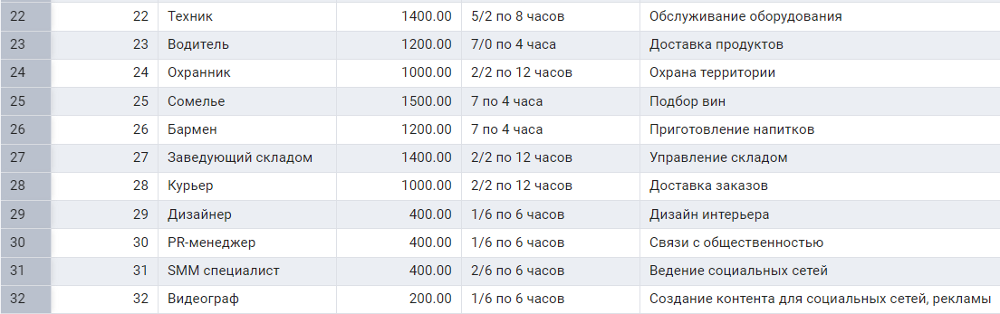 22 22 Техник 1400.00 5/2 по 8 часов Обслуживание оборудования
23 23 Водитель 1200.00 7/0 по 4 часа Доставка продуктов
24 24 Охранник 1000.00 2/2 по 12 часов Охрана территории
25 25 Сомелье 1500.00 7 по 4 часа Подбор вин
26 26 Бармен 1200.00 7 по 4 часа Приготовление напитков
27 27 Заведующий складом 1400.00 2/2 по 12 часов Управление складом
28 28 Курьер 1000.00 2/2 по 12 часов Доставка заказов
29 29 Дизайнер 400.00 1/6 по 6 часов Дизайн интерьера
30 30 PR-менеджер 400.00 1/6 по 6 часов Связи с общественностью
31 31 SMM специалист 400.00 2/6 по 6 часов Ведение социальных сетей
32 32 Видеограф 200.00 1/6 по 6 часов Создание контента для социальных сетей, рекламы